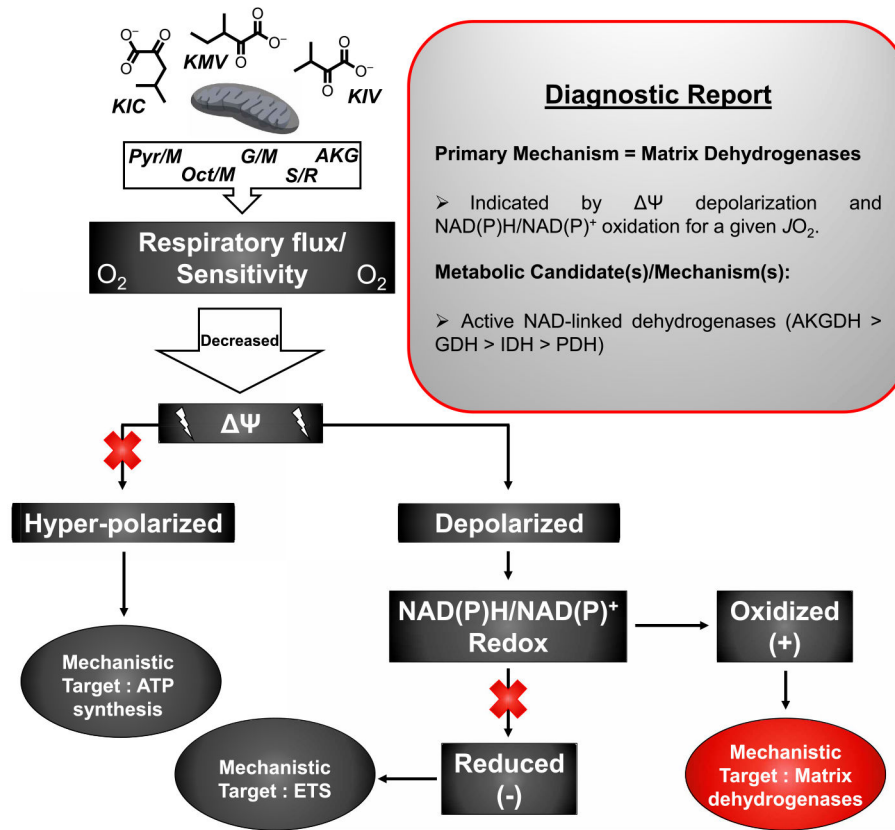 KMV
KIC
KIV
O⁻
O
O
O
O⁻
O
O⁻
O
Pyr/M G/M AKG
Oct/M S/R
Respiratory flux/
O₂ Sensitivity O₂
Decreased
ΔΨ
Hyper-polarized
Depolarized
NAD(P)H/NAD(P)⁺
Redox
Oxidized
(+)
Mechanistic
Target : ATP
synthesis
Reduced
(-)
Mechanistic
Target : ETS
Mechanistic
Target : Matrix
dehydrogenases
Diagnostic Report
Primary Mechanism = Matrix Dehydrogenases
➢ Indicated by ΔΨ depolarization and
NAD(P)H/NAD(P)⁺ oxidation for a given JO₂.
Metabolic Candidate(s)/Mechanism(s):
➢ Active NAD-linked dehydrogenases (AKGDH >
GDH > IDH > PDH)